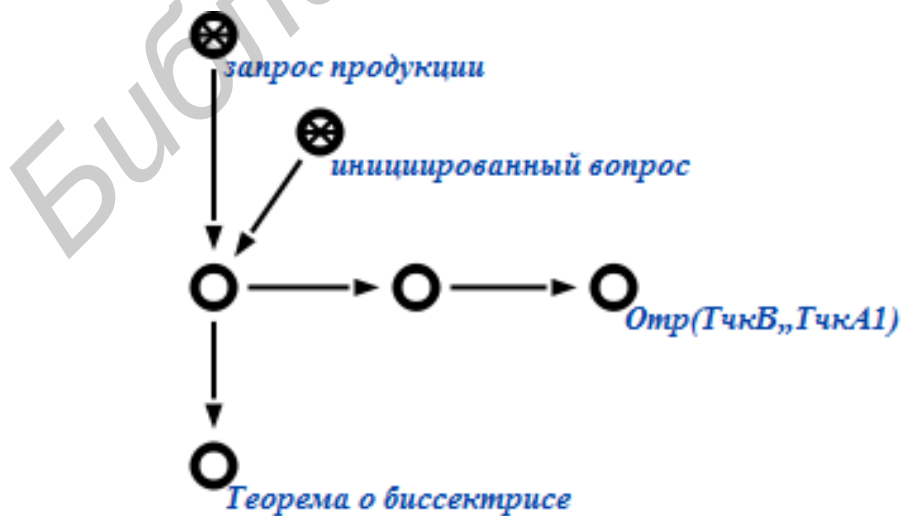 запрос продукции
инициированный вопрос
Отр(ТчкВ„ТчкА1)
Теорема о биссектрисе